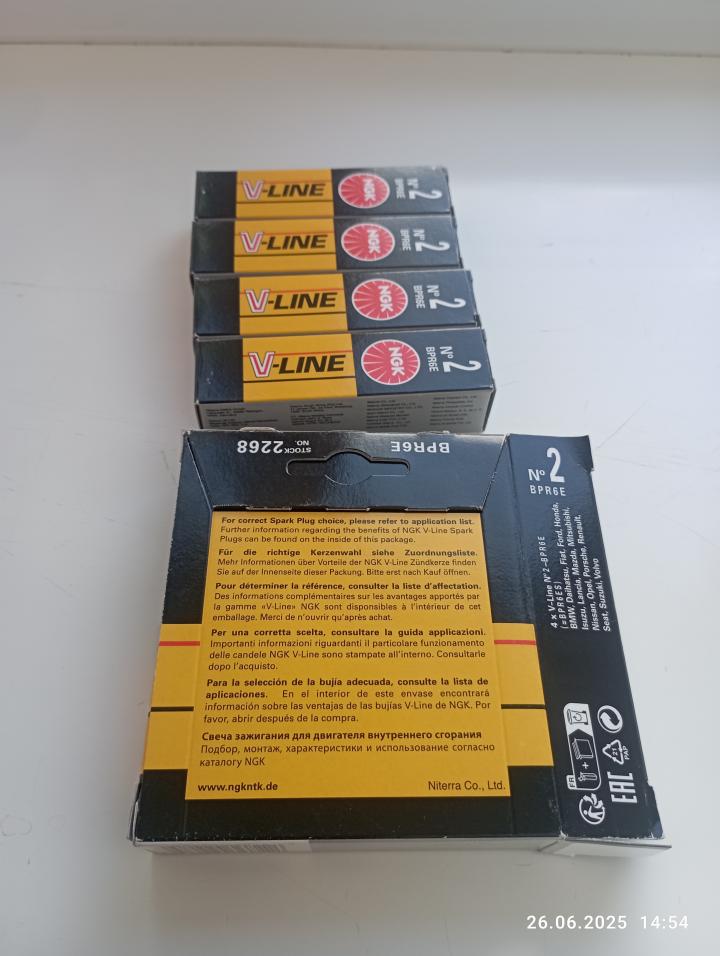 V-LINE
NGK
Nº 2
BPR6E
V-LINE
NGK
Nº 2
BPR6E
V-LINE
NGK
Nº 2
BPR6E
V-LINE
NGK
Nº 2
BPR6E
STOCK NO. 2268
BPR6E
For correct Spark Plug choice, please refer to application list.
Further information regarding the benefits of NGK V-Line Spark
Plugs can be found on the inside of this package.
Für die richtige Kerzenwahl siehe Zuordnungsliste.
Mehr Informationen über Vorteile der NGK V-Line Zündkerze finden
Sie auf der Innenseite dieser Packung. Bitte erst nach Kauf öffnen.
Pour déterminer la référence, consulter la liste d'affectation.
Des informations complémentaires sur les avantages apportés par
la gamme «V-Line» NGK sont disponibles à l'intérieur de cet
emballage. Merci de n'ouvrir qu'après achat.
Per una corretta scelta, consultare la guida applicazioni.
Importanti informazioni riguardanti il particolare funzionamento
delle candele NGK V-Line sono stampate all'interno. Consultarle
dopo l'acquisto.
Para la selección de la bujía adecuada, consulte la lista de
aplicaciones. En el interior de este envase encontrará
información sobre las ventajas de las bujías V-Line de NGK. Por
favor, abrir después de la compra.
Свеча зажигания для двигателя внутреннего сгорания
Подбор, монтаж, характеристики и использование согласно
каталогу NGK
www.ngkntk.de
Niterra Co., Ltd.
Nº 2
BPR6E
4 x V-Line Nº 2-BPR6E
(=BPR6ES)
BMW, Daihatsu, Fiat, Ford, Honda,
Isuzu, Lancia, Mazda, Mitsubishi,
Nissan, Opel, Porsche, Renault,
Seat, Suzuki, Volvo
FR
EAC
21
PAP
26.06.2025 14:54